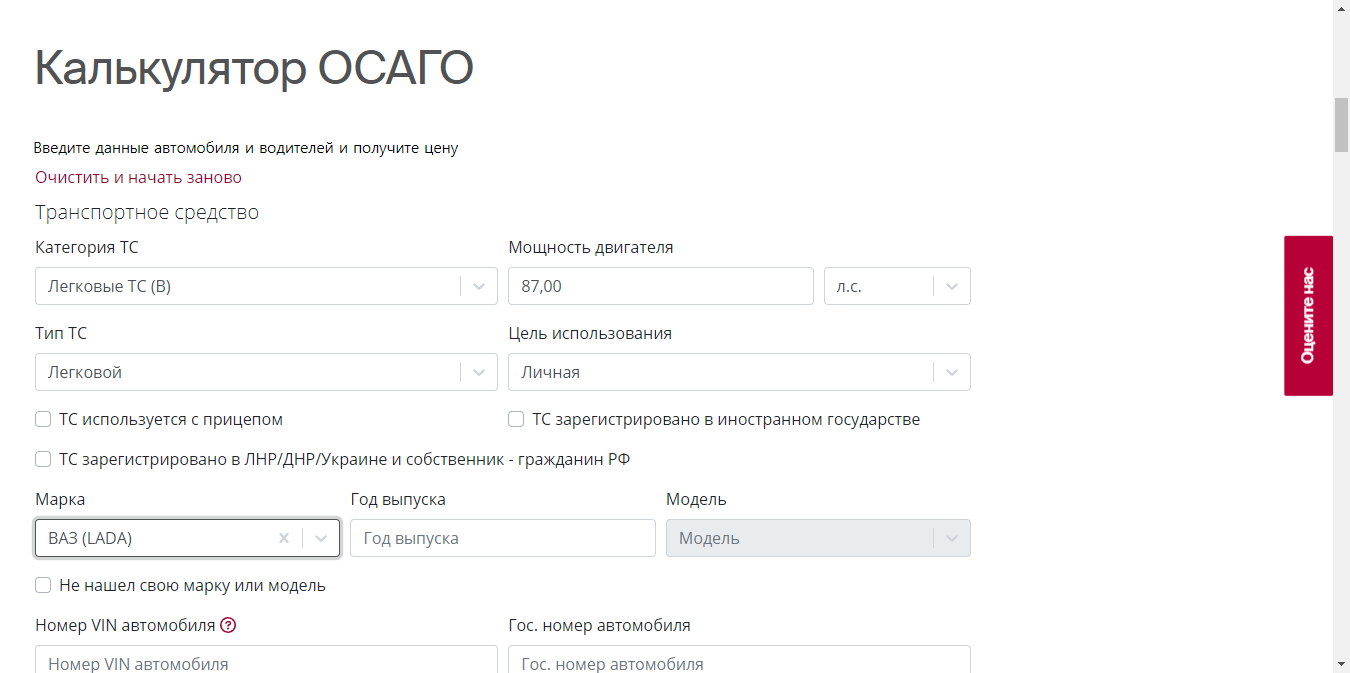 Калькулятор ОСАГО
Введите данные автомобиля и водителей и получите цену
Очистить и начать заново
Транспортное средство
Категория ТС Мощность двигателя
Легковые ТС (B) 87,00 л.с.
Тип ТС Цель использования
Легковой Личная
ТС используется с прицепом ТС зарегистрировано в иностранном государстве
ТС зарегистрировано в ЛНР/ДНР/Украине и собственник - гражданин РФ
Марка Год выпуска Модель
ВАЗ (LADA) Год выпуска Модель
Не нашел свою марку или модель
Номер VIN автомобиля Гос. номер автомобиля
Номер VIN автомобиля Гос. номер автомобиля
Оцените нас